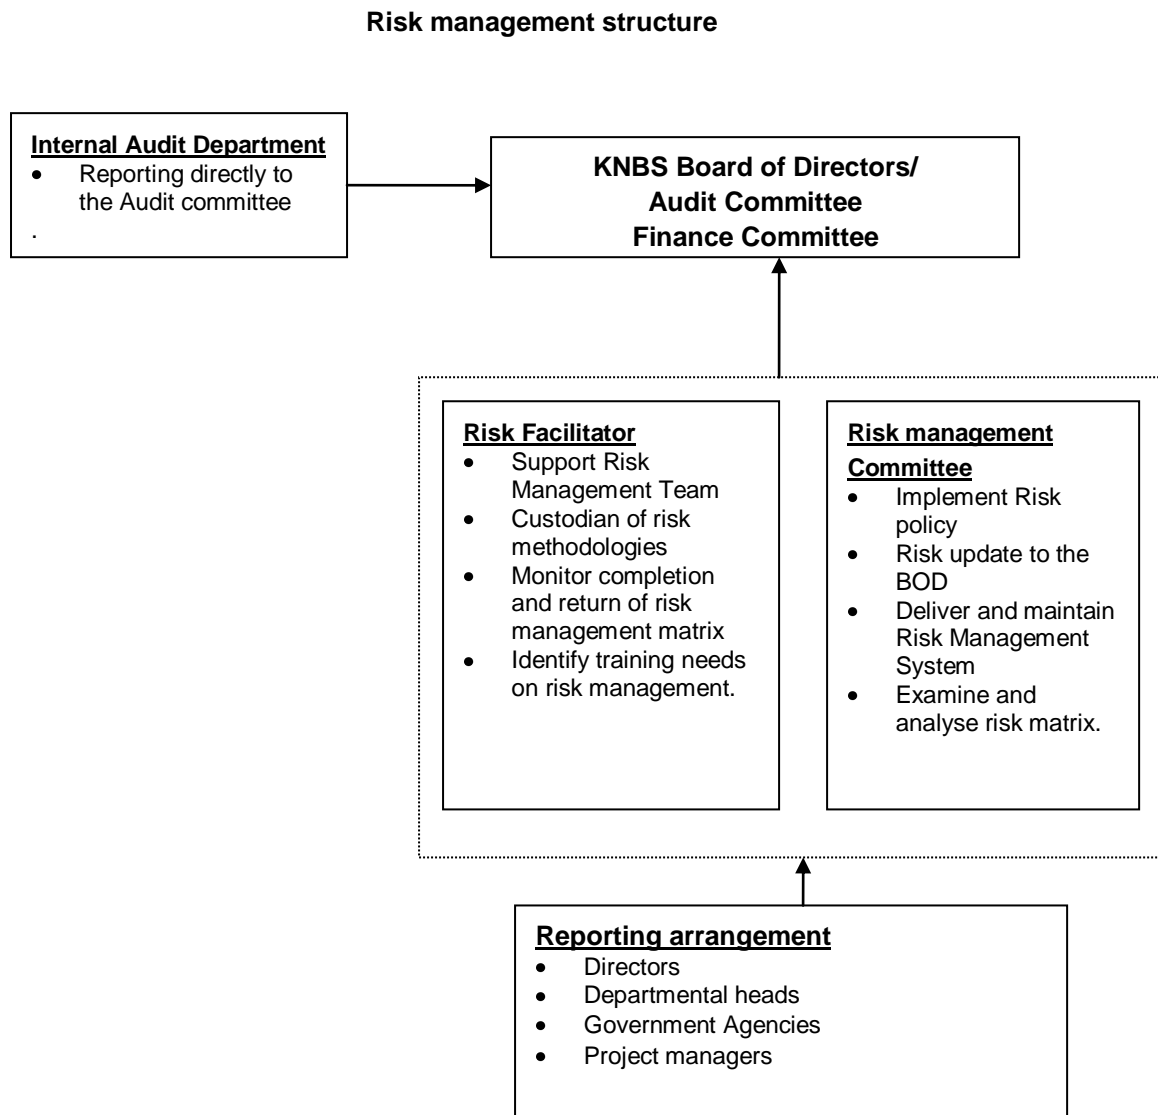 Risk management structure
Internal Audit Department
• Reporting directly to
the Audit committee
.
KNBS Board of Directors/
Audit Committee
Finance Committee
Risk Facilitator
• Support Risk
Management Team
• Custodian of risk
methodologies
• Monitor completion
and return of risk
management matrix
• Identify training needs
on risk management.
Risk management
Committee
• Implement Risk
policy
• Risk update to the
BOD
• Deliver and maintain
Risk Management
System
• Examine and
analyse risk matrix.
Reporting arrangement
• Directors
• Departmental heads
• Government Agencies
• Project managers